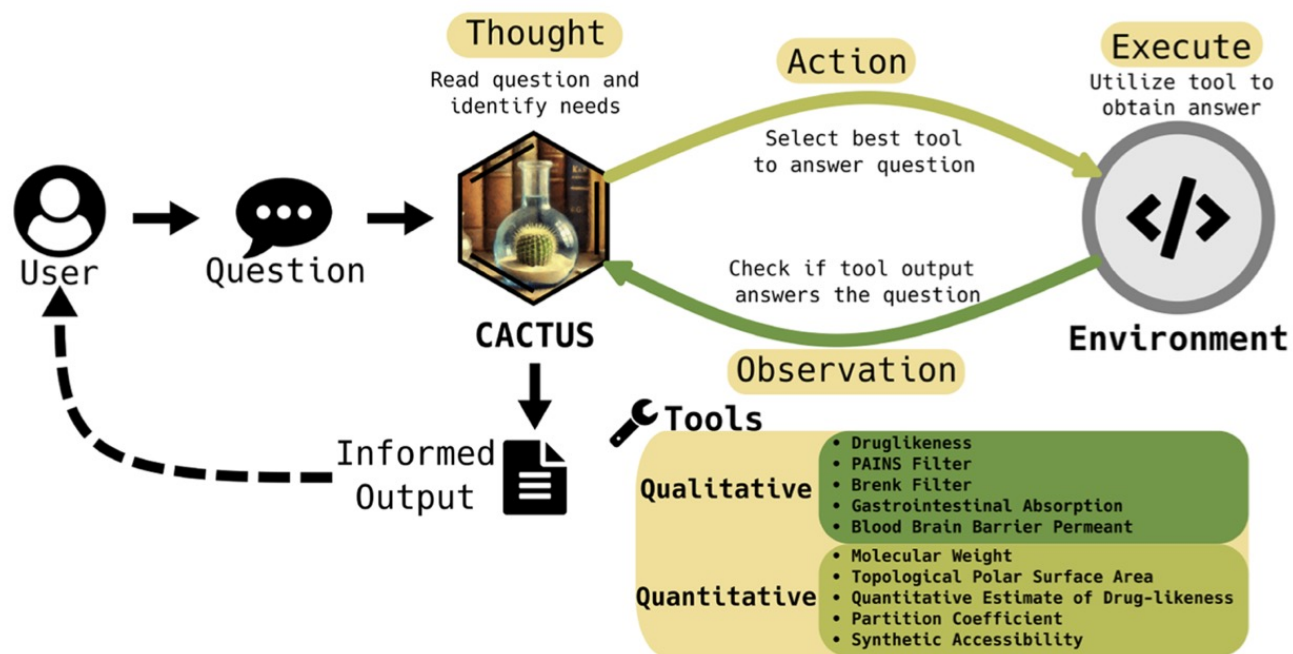 Thought
Read question and
identify needs
Action
Select best tool
to answer question
Execute
Utilize tool to
obtain answer
User
Question
CACTUS
Check if tool output
answers the question
Observation
</>
Environment
Informed
Output
Tools
Qualitative
• Druglikeness
• PAINS Filter
• Brenk Filter
• Gastrointestinal Absorption
• Blood Brain Barrier Permeant
Quantitative
• Molecular Weight
• Topological Polar Surface Area
• Quantitative Estimate of Drug-likeness
• Partition Coefficient
• Synthetic Accessibility